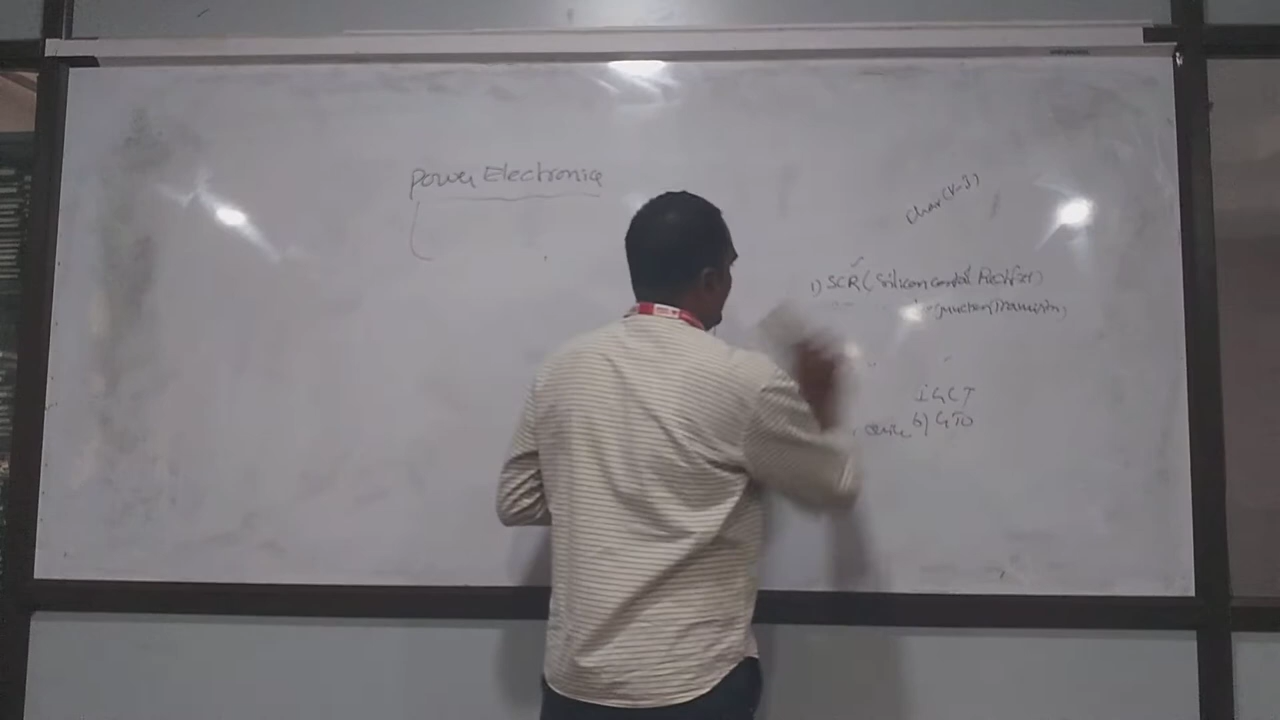 Power Electronics
char(V-I)
1) SCR (Silicon control Rectifier)
Junction Transistor)
IGCT
b) GTO